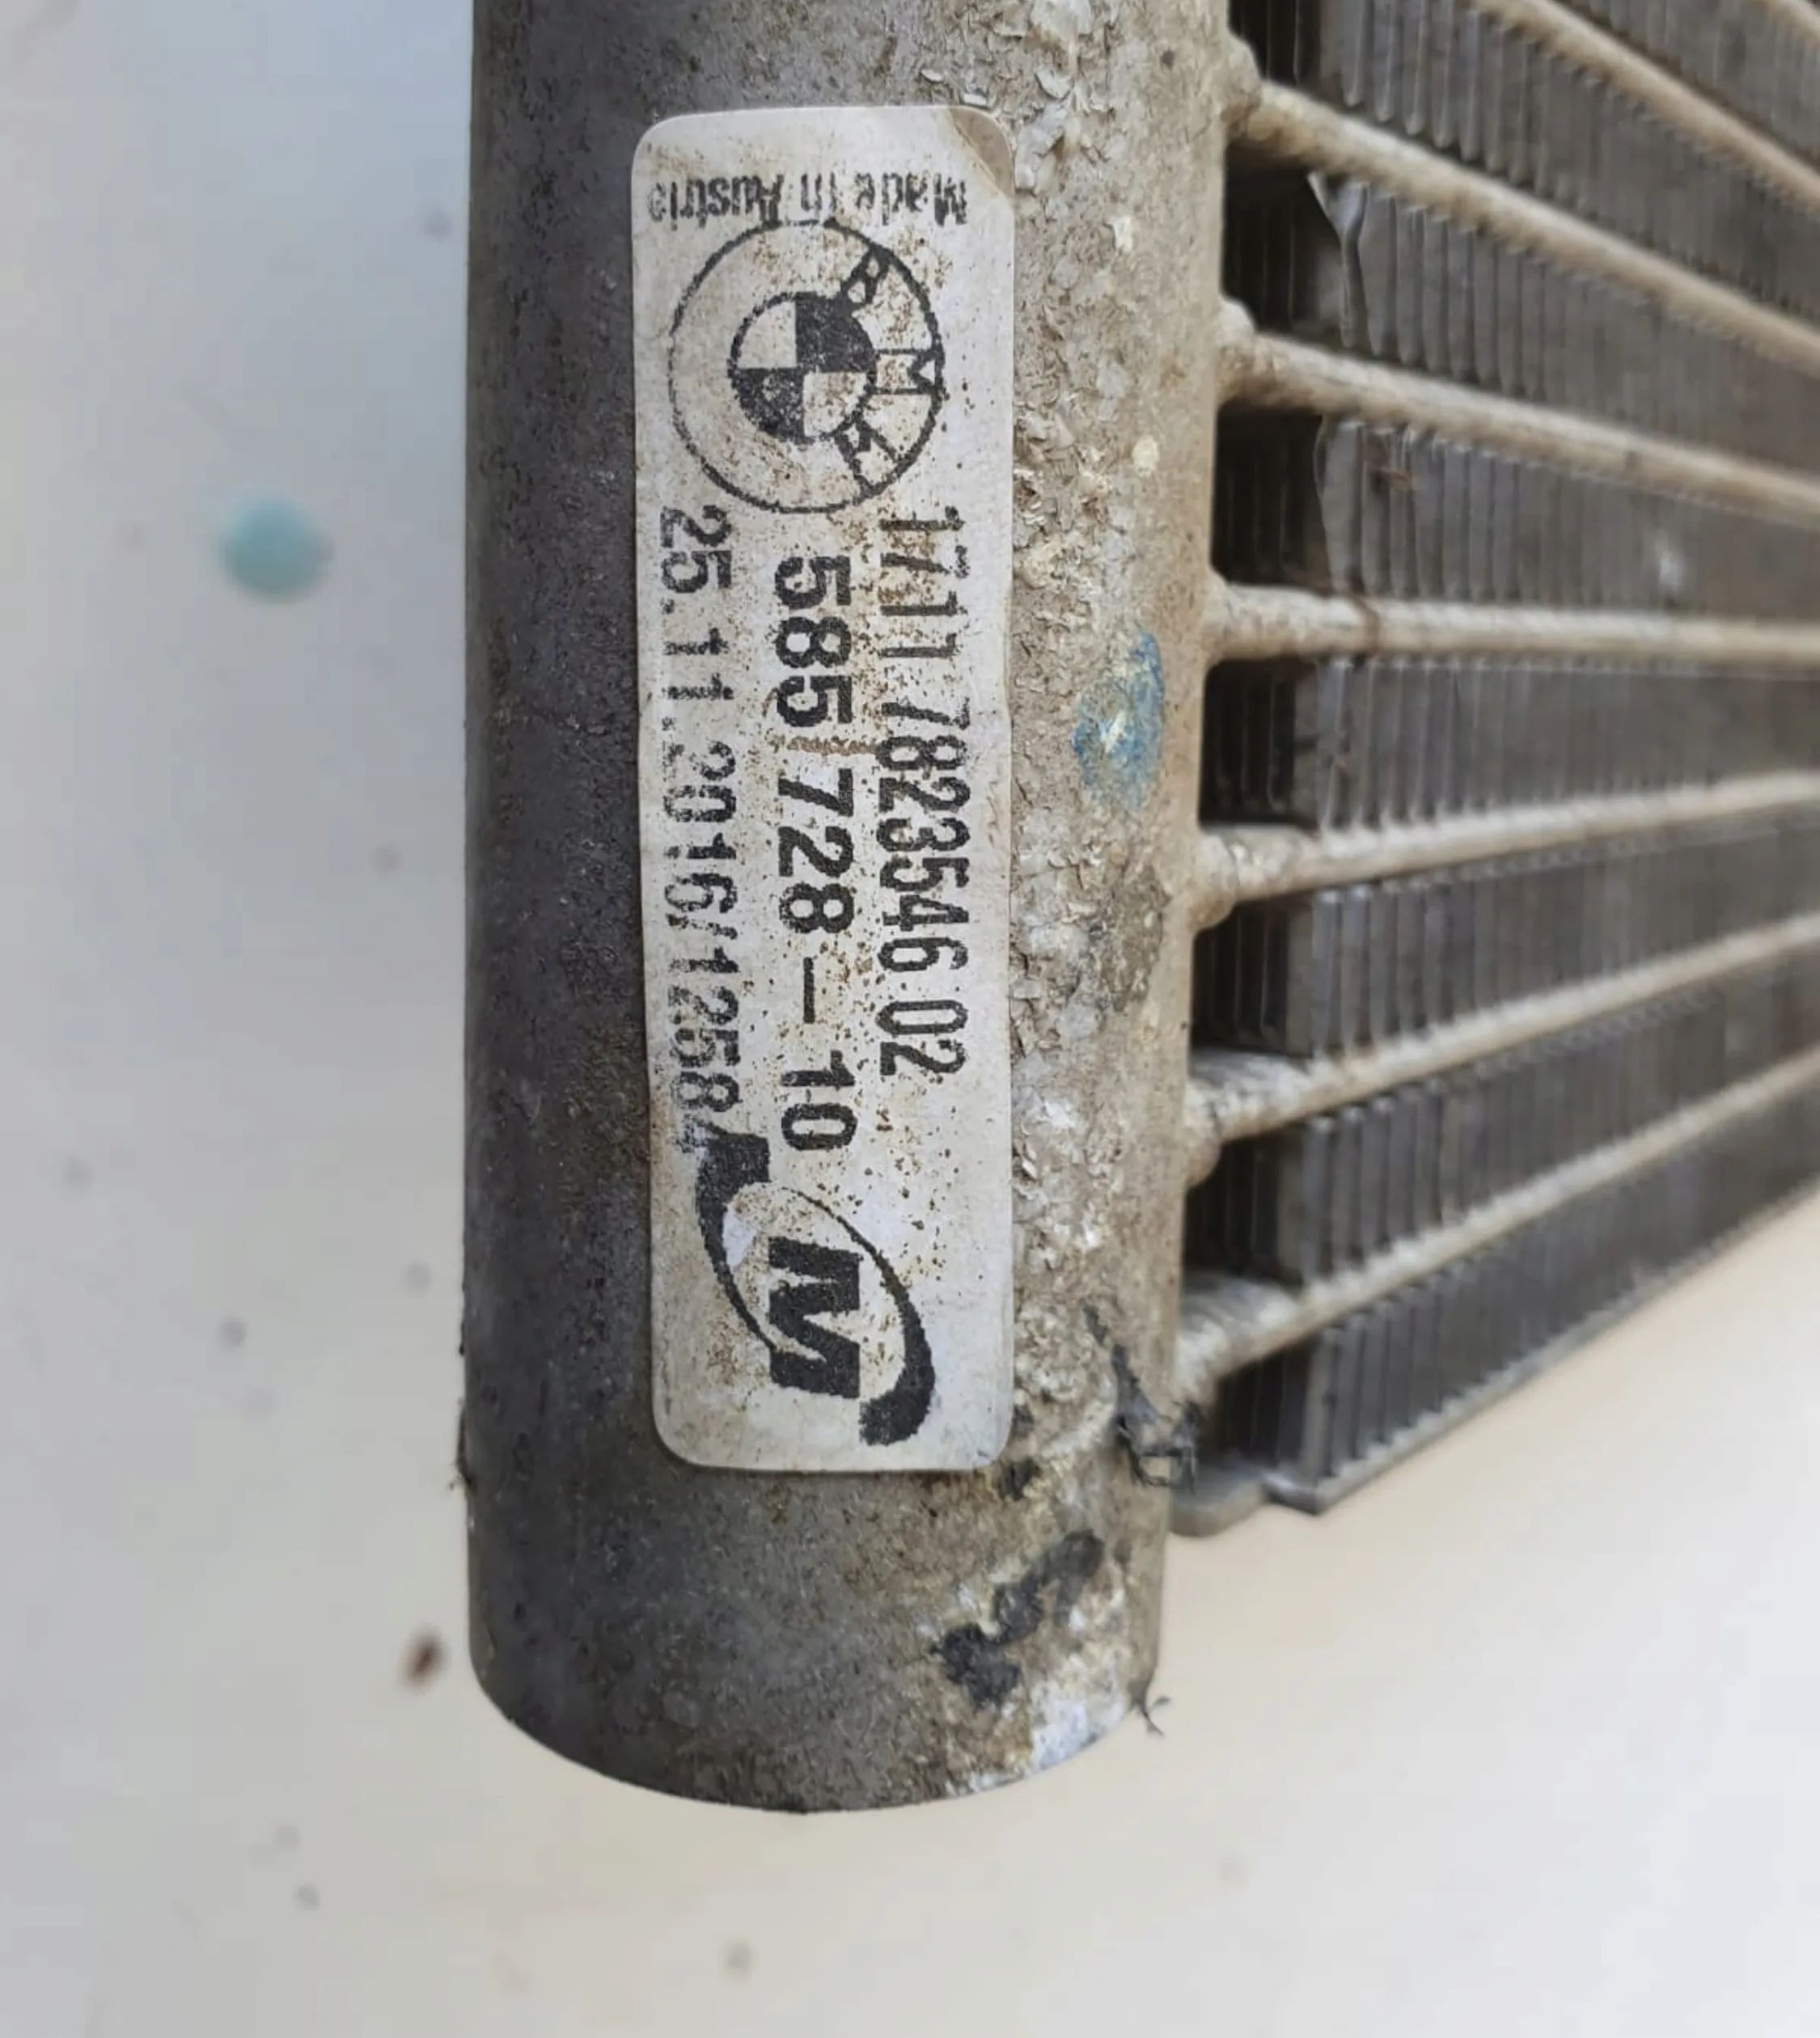 Made in Austria
BMW
1711 7823546 02
585 728 – 10
25.11.2016/12584
M